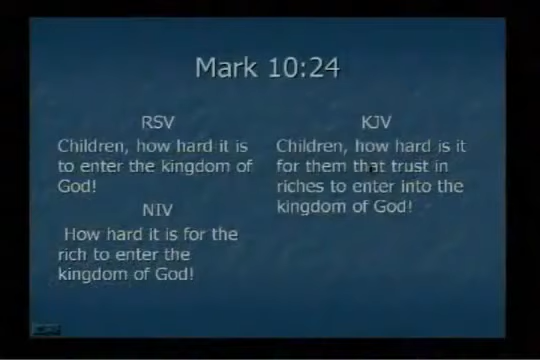 Mark 10:24
RSV
Children, how hard it is
to enter the kingdom of
God!
NIV
How hard it is for the
rich to enter the
kingdom of God!
KJV
Children, how hard is it
for them that trust in
riches to enter into the
kingdom of God!